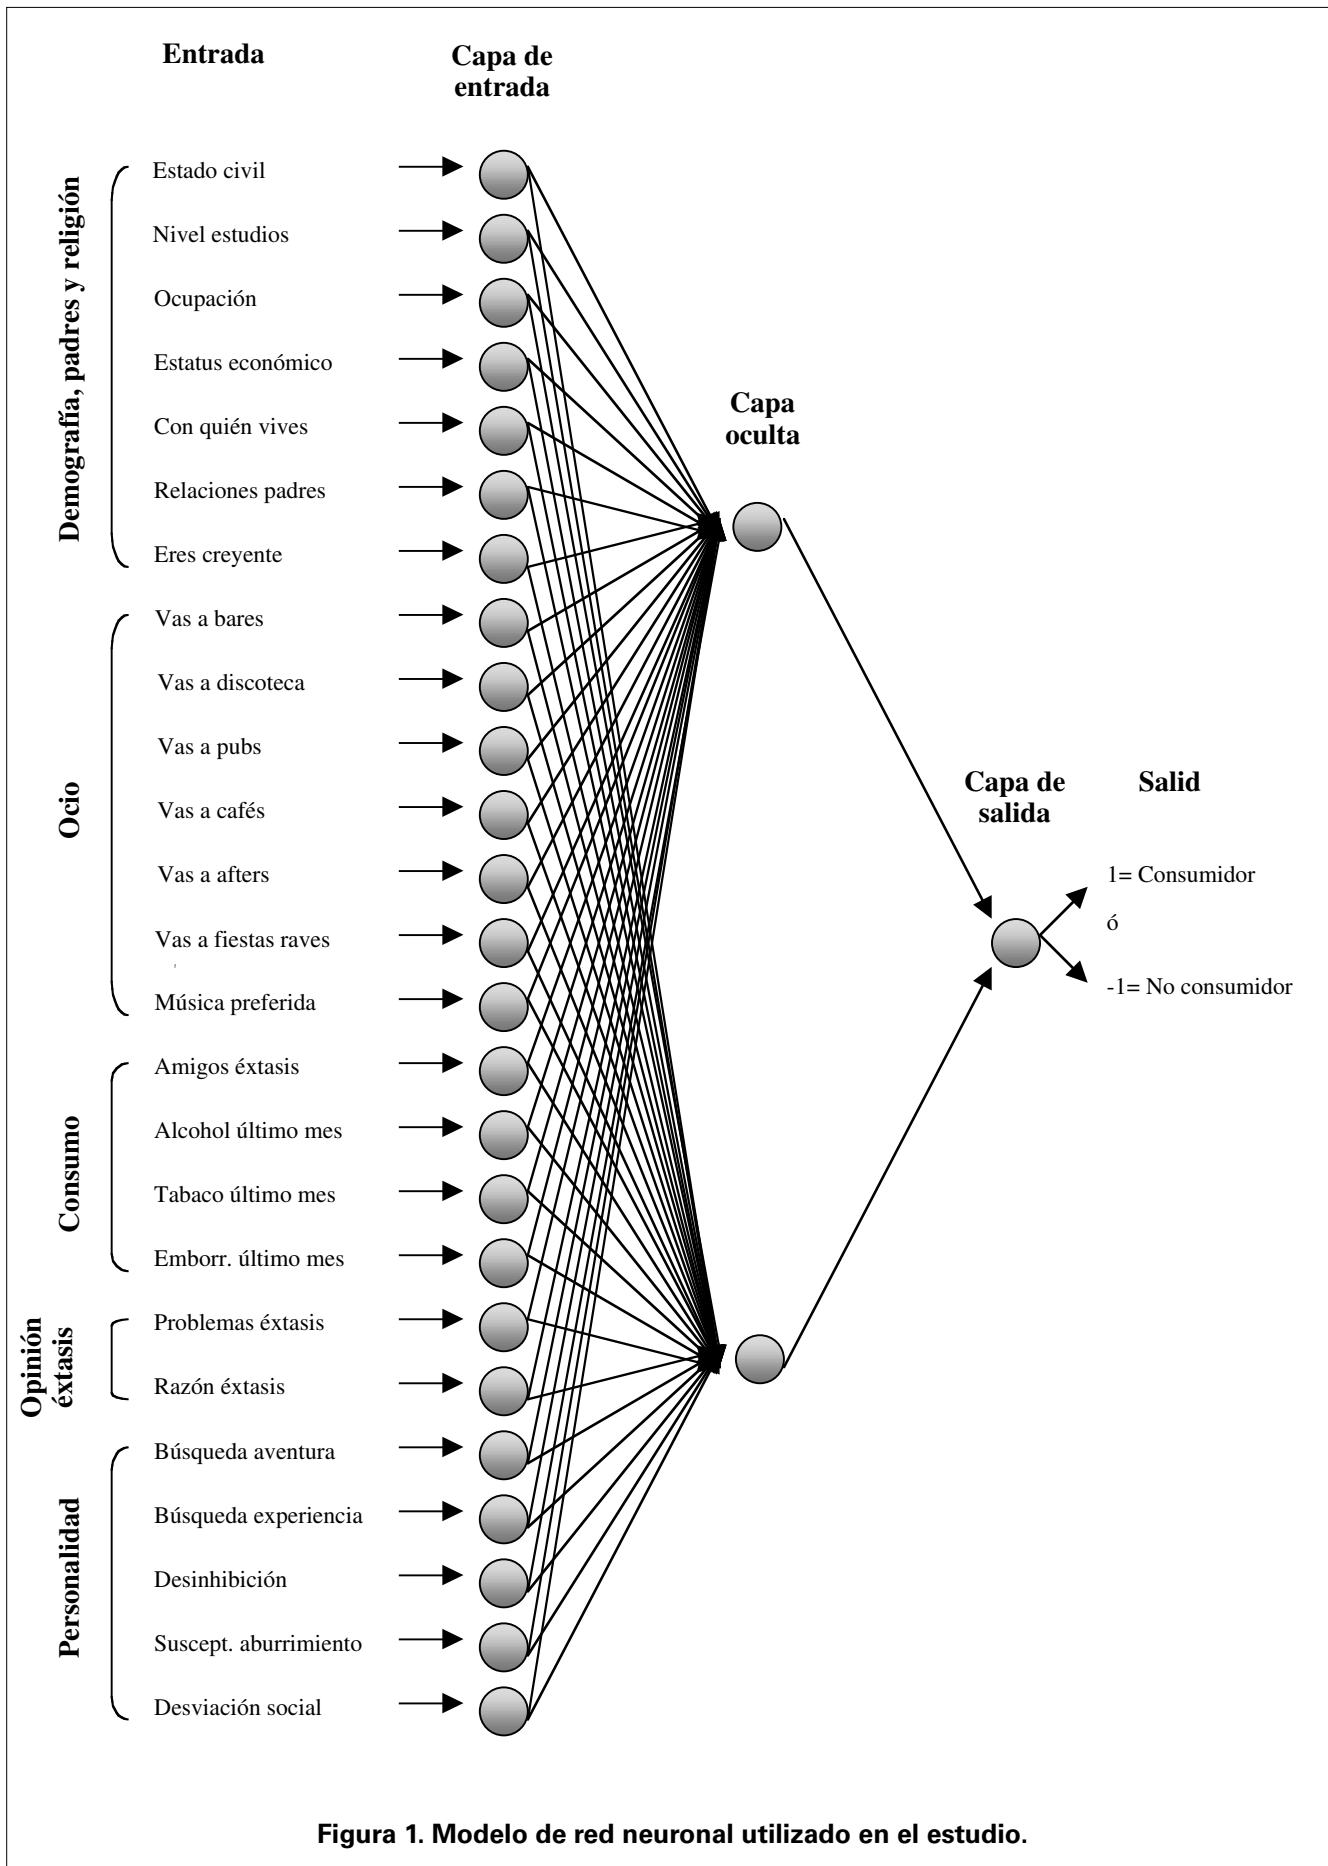 Entrada
Capa de
entrada
Demografía, padres y religión
Estado civil
Nivel estudios
Ocupación
Estatus económico
Con quién vives
Relaciones padres
Eres creyente
Ocio
Vas a bares
Vas a discoteca
Vas a pubs
Vas a cafés
Vas a afters
Vas a fiestas raves
Música preferida
Consumo
Amigos éxtasis
Alcohol último mes
Tabaco último mes
Emborr. último mes
Opinión
éxtasis
Problemas éxtasis
Razón éxtasis
Personalidad
Búsqueda aventura
Búsqueda experiencia
Desinhibición
Suscept. aburrimiento
Desviación social
Capa
oculta
Capa de
salida
Salid
1= Consumidor
ó
-1= No consumidor
Figura 1. Modelo de red neuronal utilizado en el estudio.